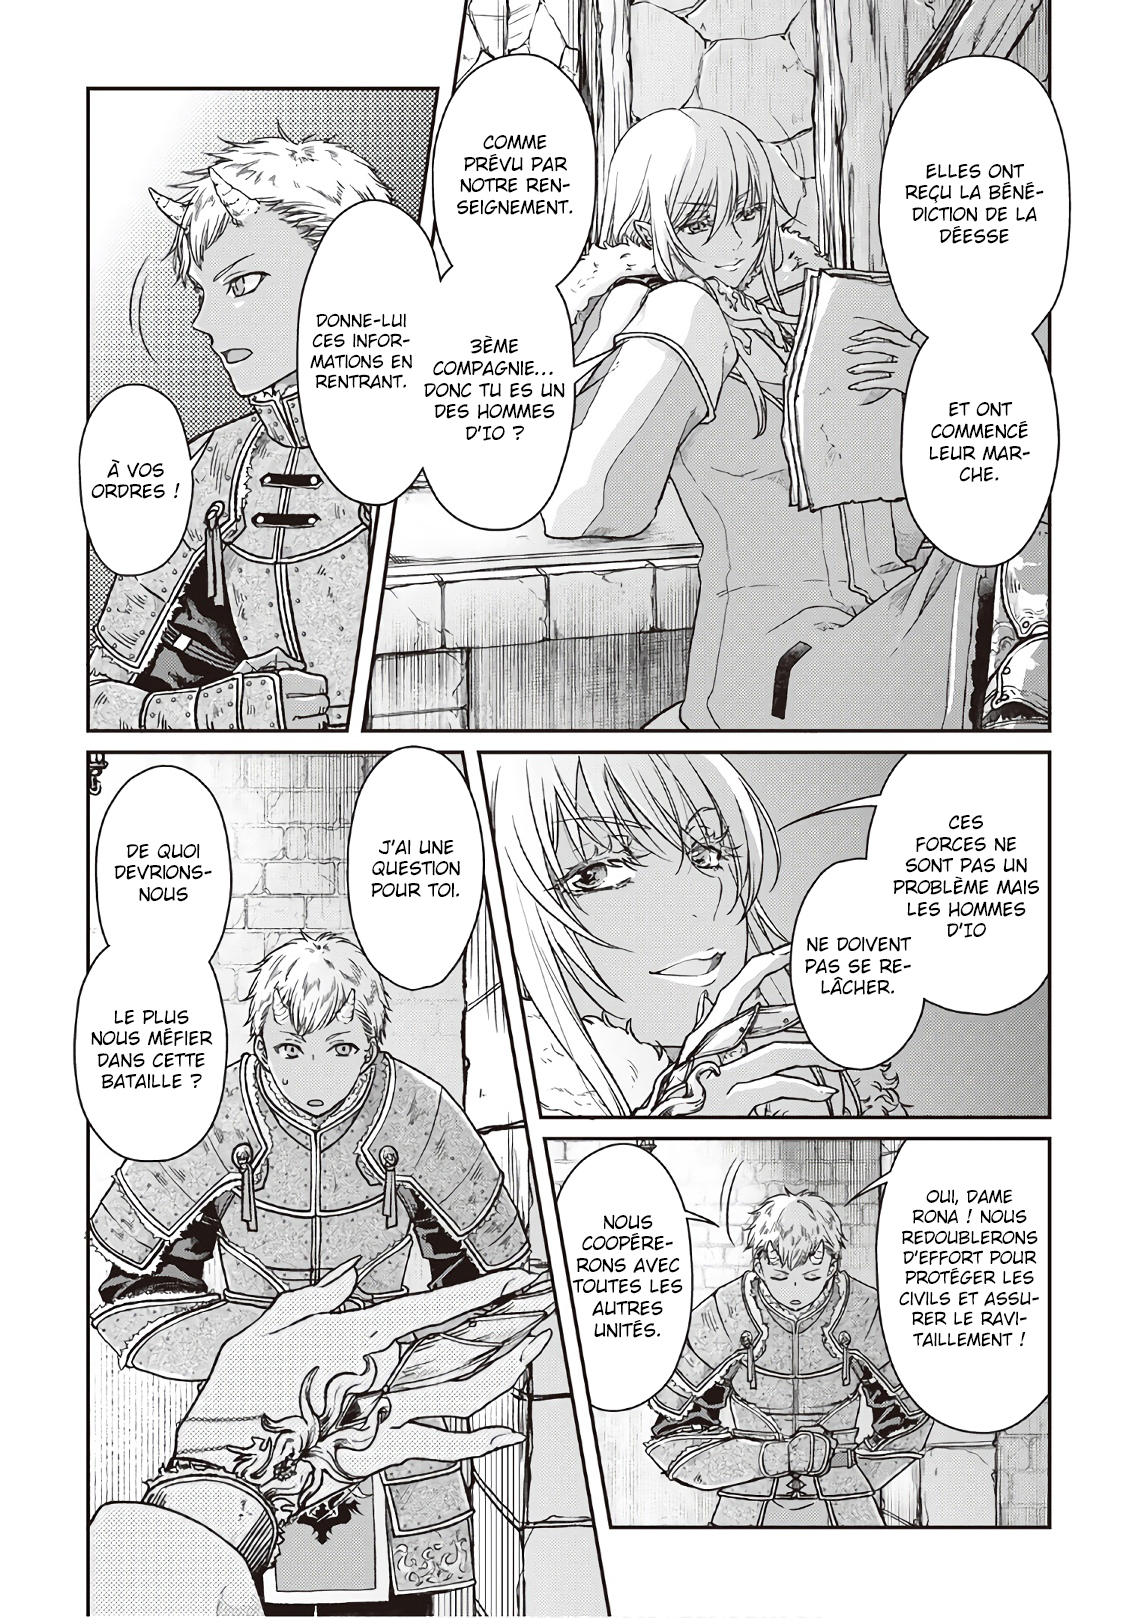 ELLES ONT
REÇU LA BÉNÉ-
DICTION DE LA
DÉESSE
ET ONT
COMMENCÉ
LEUR MAR-
CHE.
COMME
PRÉVU PAR
NOTRE REN-
SEIGNEMENT.
3ÈME
COMPAGNIE...
DONC TU ES UN
DES HOMMES
D'IO ?
DONNE-LUI
CES INFOR-
MATIONS EN
RENTRANT.
À VOS
ORDRES !
CES
FORCES NE
SONT PAS UN
PROBLÈME MAIS
LES HOMMES
D'IO
NE DOIVENT
PAS SE RE-
LÂCHER.
OUI, DAME
RONA ! NOUS
REDOUBLERONS
D'EFFORT POUR
PROTÉGER LES
CIVILS ET ASSU-
RER LE RAVI-
TAILLEMENT !
NOUS
COOPÉRE-
RONS AVEC
TOUTES LES
AUTRES
UNITÉS.
J'AI UNE
QUESTION
POUR TOI.
DE QUOI
DEVRIONS-
NOUS
LE PLUS
NOUS MÉFIER
DANS CETTE
BATAILLE ?